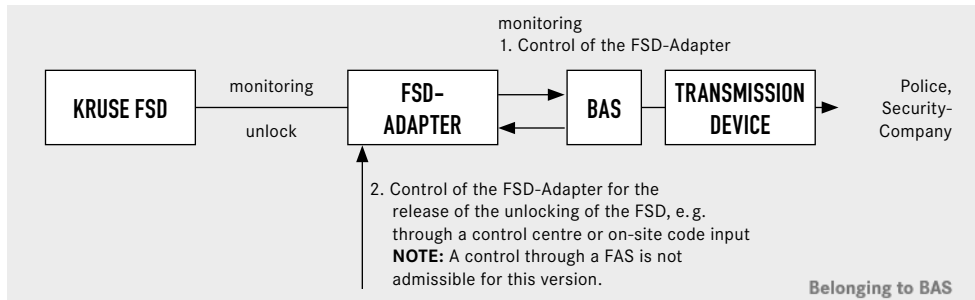 monitoring
1. Control of the FSD-Adapter
KRUSE FSD
monitoring
unlock
FSD-
ADAPTER
BAS
TRANSMISSION
DEVICE
Police,
Security-
Company
2. Control of the FSD-Adapter for the
release of the unlocking of the FSD, e. g.
through a control centre or on-site code input
NOTE: A control through a FAS is not
admissible for this version.
Belonging to BAS